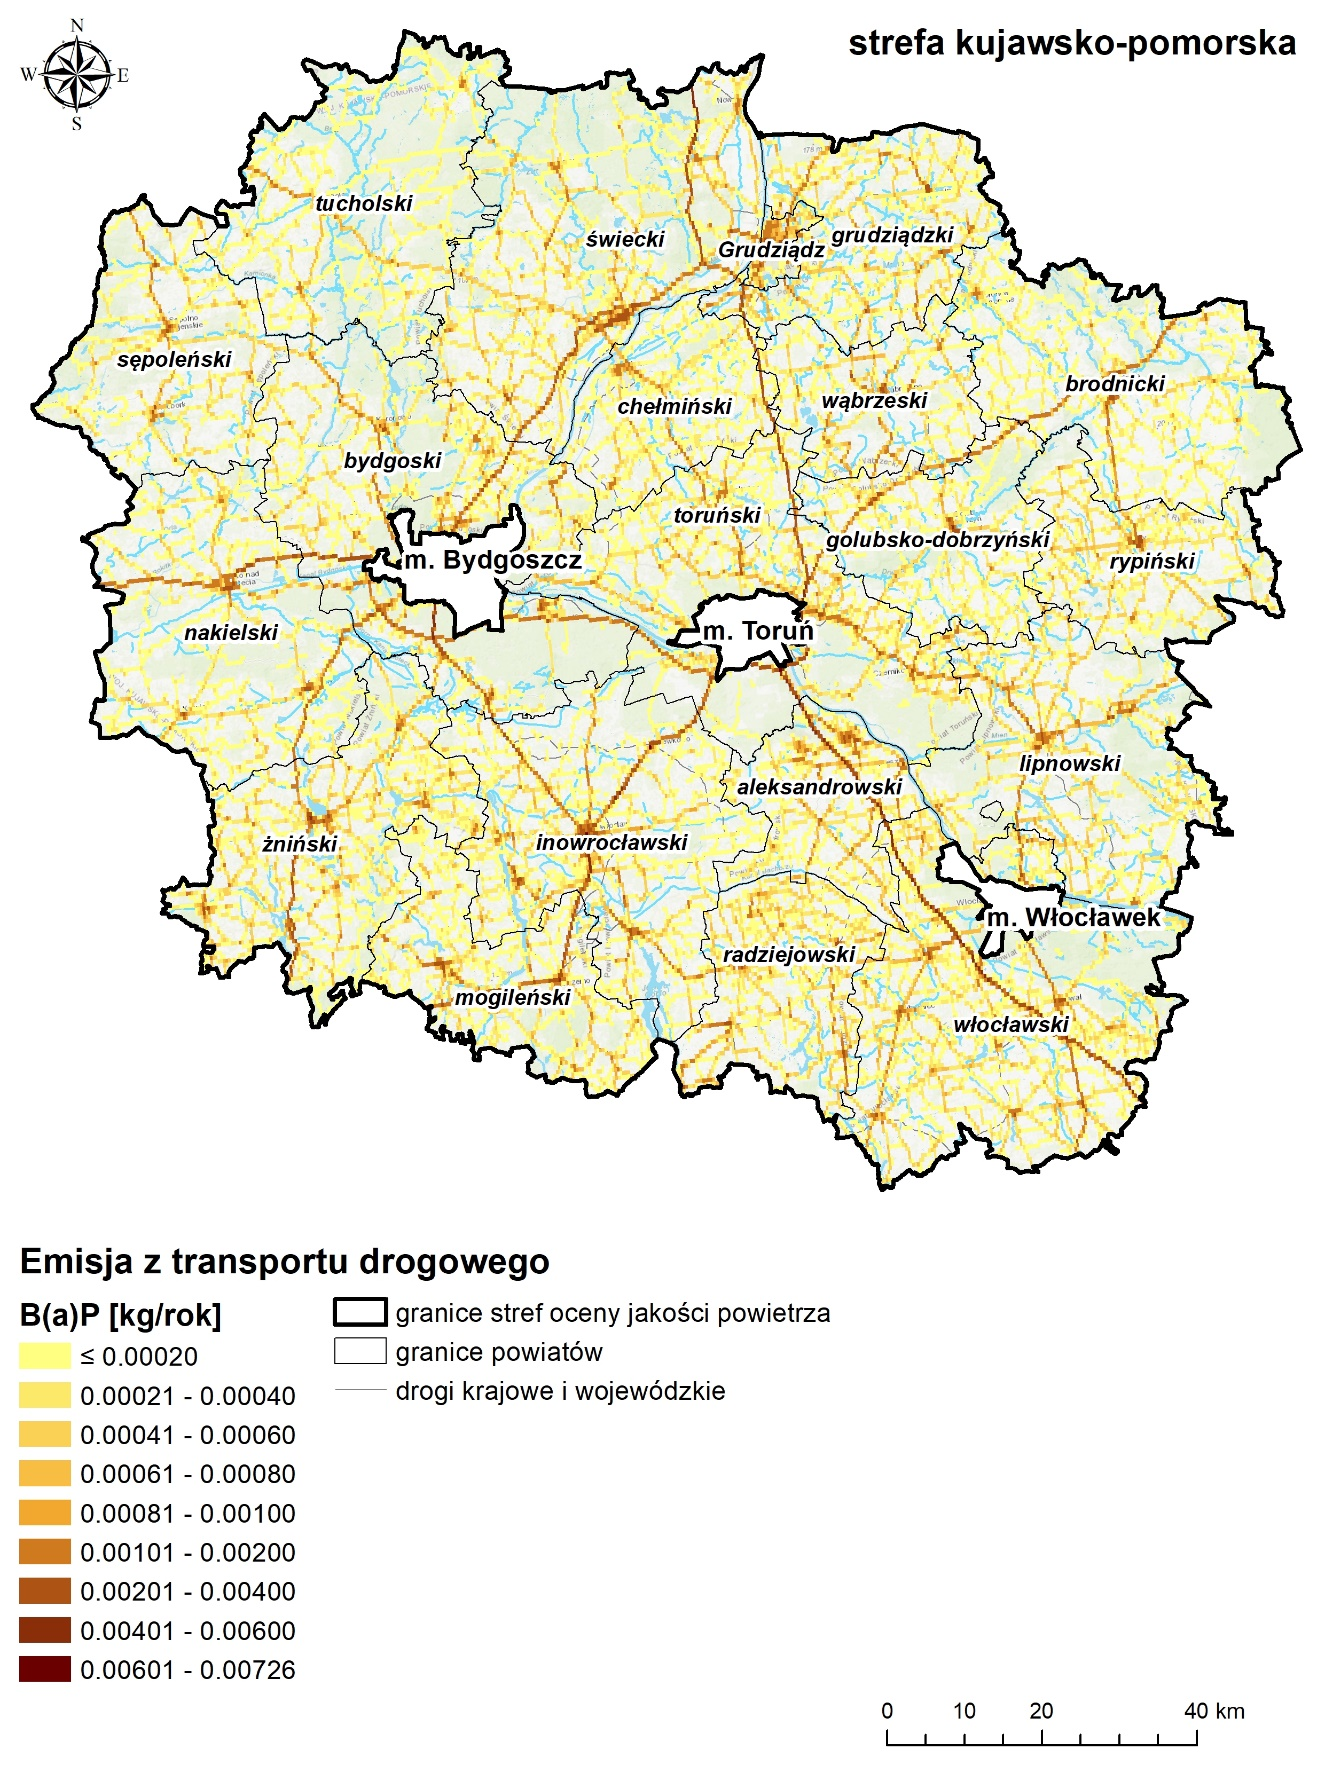 N
W E
S
strefa kujawsko-pomorska
tucholski
świecki
Grudziądz
grudziądzki
sępoleński
brodnicki
chełmiński
wąbrzeski
bydgoski
toruński
golubsko-dobrzyński
rypiński
m. Bydgoszcz
nakielski
m. Toruń
lipnowski
aleksandrowski
żniński
inowrocławski
m. Włocławek
radziejowski
mogileński
włocławski
Emisja z transportu drogowego
B(a)P [kg/rok]
≤ 0.00020
0.00021 - 0.00040
0.00041 - 0.00060
0.00061 - 0.00080
0.00081 - 0.00100
0.00101 - 0.00200
0.00201 - 0.00400
0.00401 - 0.00600
0.00601 - 0.00726
granice stref oceny jakości powietrza
granice powiatów
drogi krajowe i wojewódzkie
0 10 20 40 km